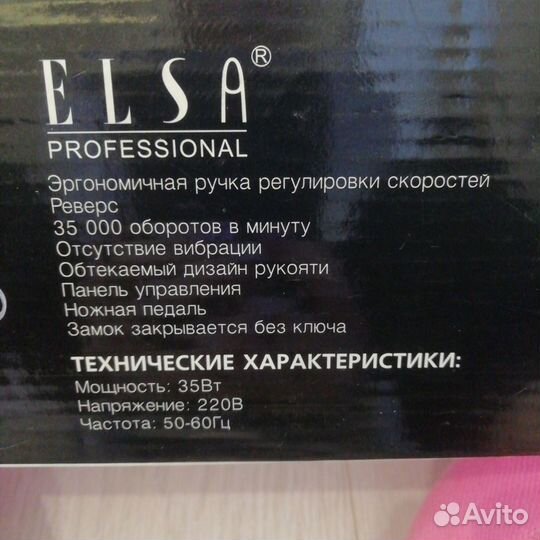 ELSA®
PROFESSIONAL
Эргономичная ручка регулировки скоростей
Реверс
35 000 оборотов в минуту
Отсутствие вибрации
Обтекаемый дизайн рукояти
Панель управления
Ножная педаль
Замок закрывается без ключа
ТЕХНИЧЕСКИЕ ХАРАКТЕРИСТИКИ:
Мощность: 35Вт
Напряжение: 220В
Частота: 50-60Гц
Avito